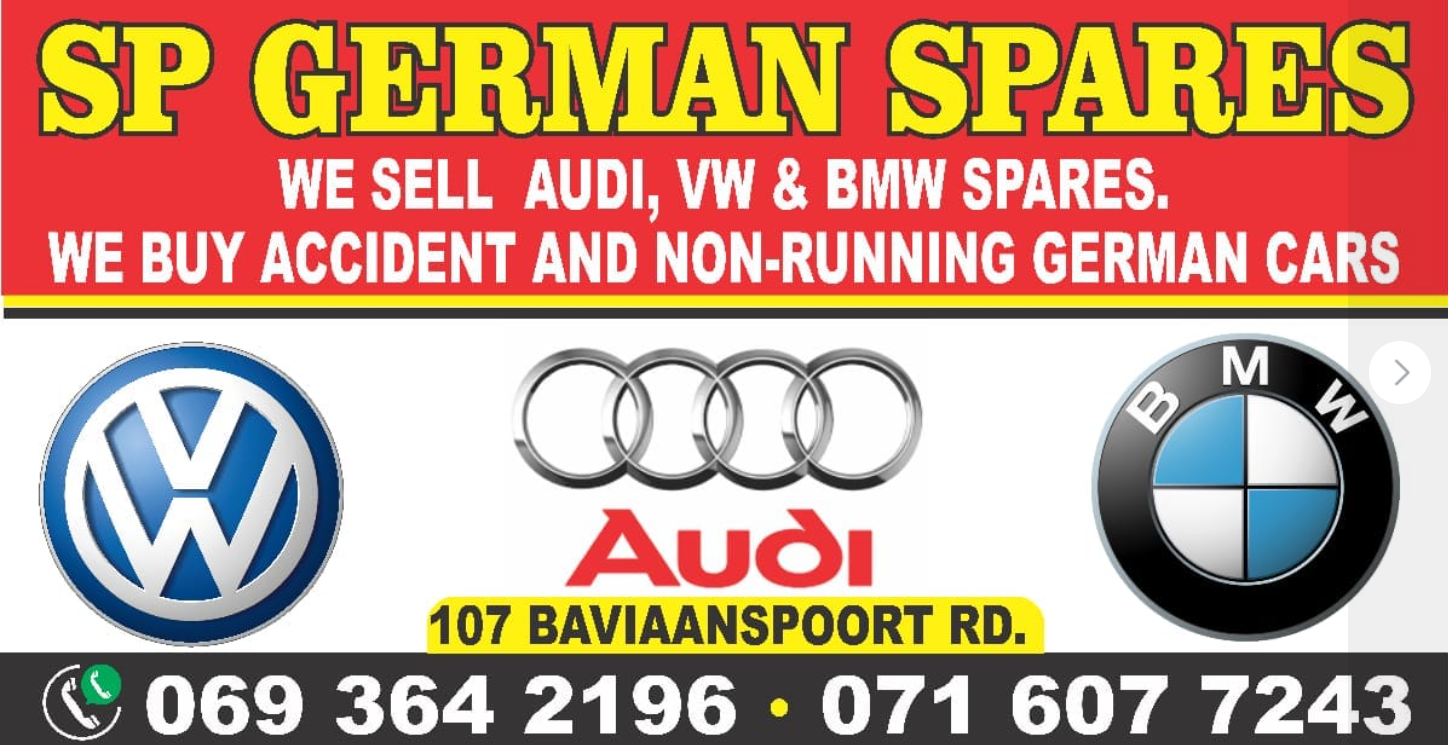 SP GERMAN SPARES
WE SELL AUDI, VW & BMW SPARES.
WE BUY ACCIDENT AND NON-RUNNING GERMAN CARS
VW
Audi
BMW
107 BAVIAANSPOORT RD.
069 364 2196 • 071 607 7243